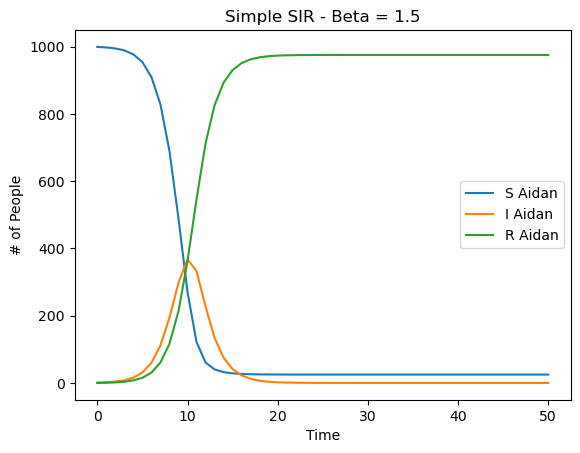 Simple SIR - Beta = 1.5
# of People
1000
800
600
400
200
0
S Aidan
I Aidan
R Aidan
0 10 20 30 40 50
Time